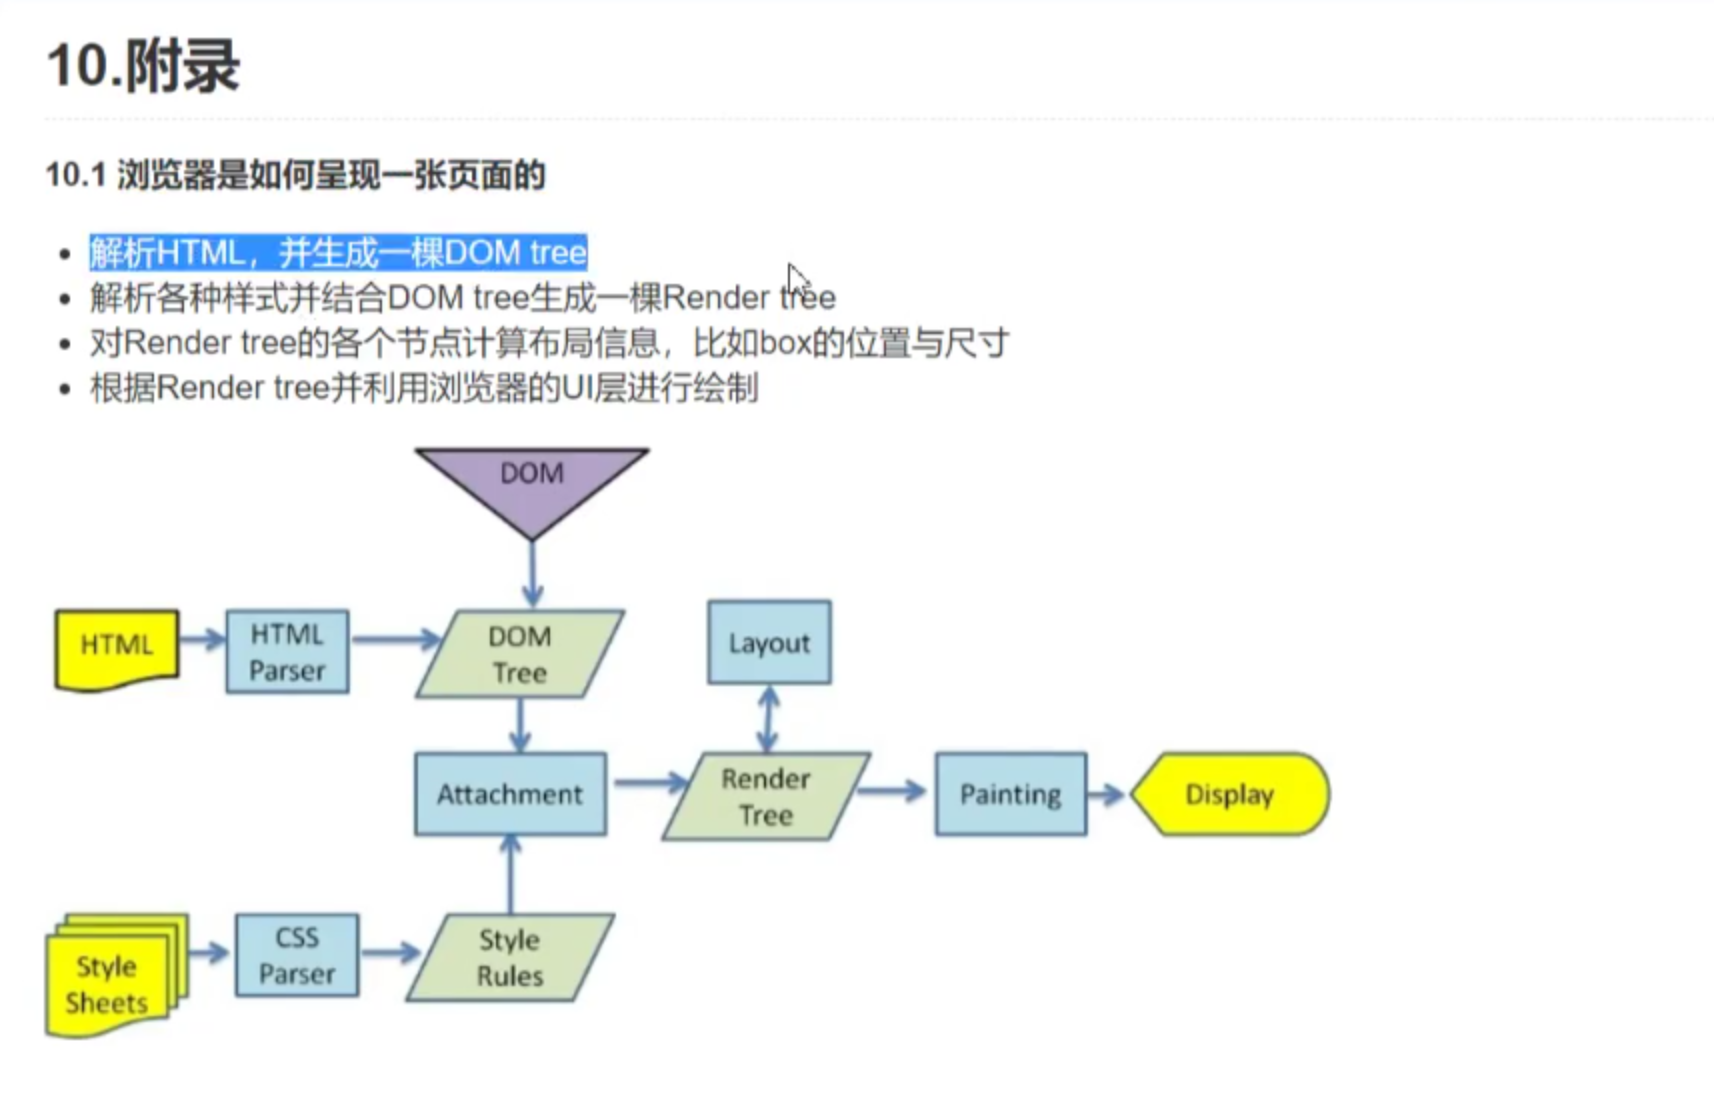 10.附录
10.1 浏览器是如何呈现一张页面的
解析HTML，并生成一棵DOM tree
解析各种样式并结合DOM tree生成一棵Render tree
对Render tree的各个节点计算布局信息，比如box的位置与尺寸
根据Render tree并利用浏览器的UI层进行绘制
DOM
HTML
HTML
Parser
DOM
Tree
Layout
Attachment
Render
Tree
Painting
Display
Style
Sheets
CSS
Parser
Style
Rules